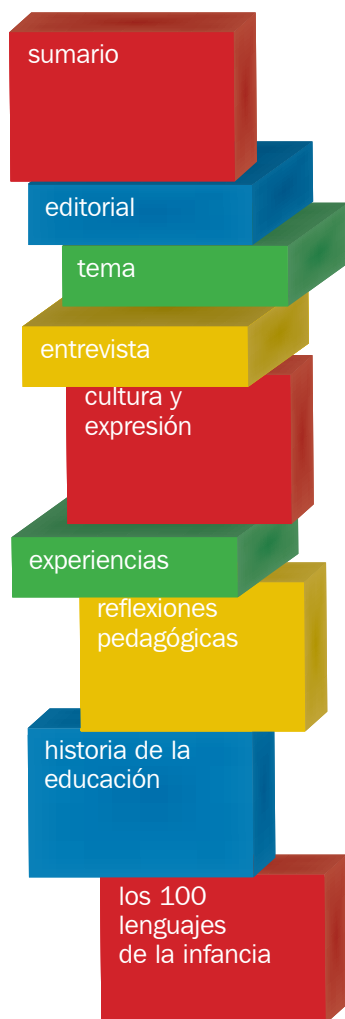 sumario
editorial
tema
entrevista
cultura y
expresión
experiencias
reflexiones
pedagógicas
historia de la
educación
los 100
lenguajes
de la infancia